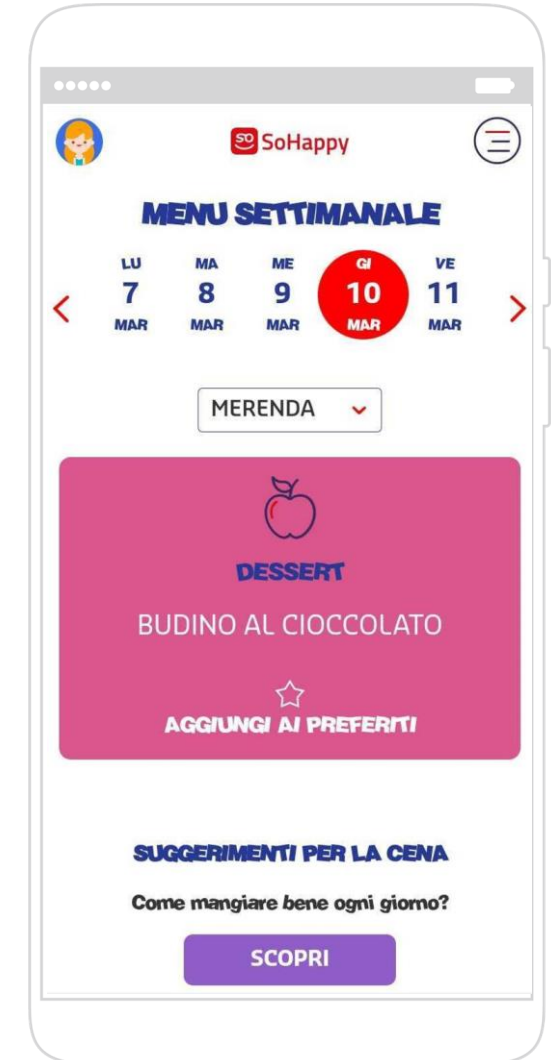 SoHappy
MENU SETTIMANALE
LU MA ME GI VE
7 8 9 10 11
MAR MAR MAR MAR MAR
MERENDA
DESSERT
BUDINO AL CIOCCOLATO
AGGIUNGI AI PREFERITI
SUGGERIMENTI PER LA CENA
Come mangiare bene ogni giorno?
SCOPRI